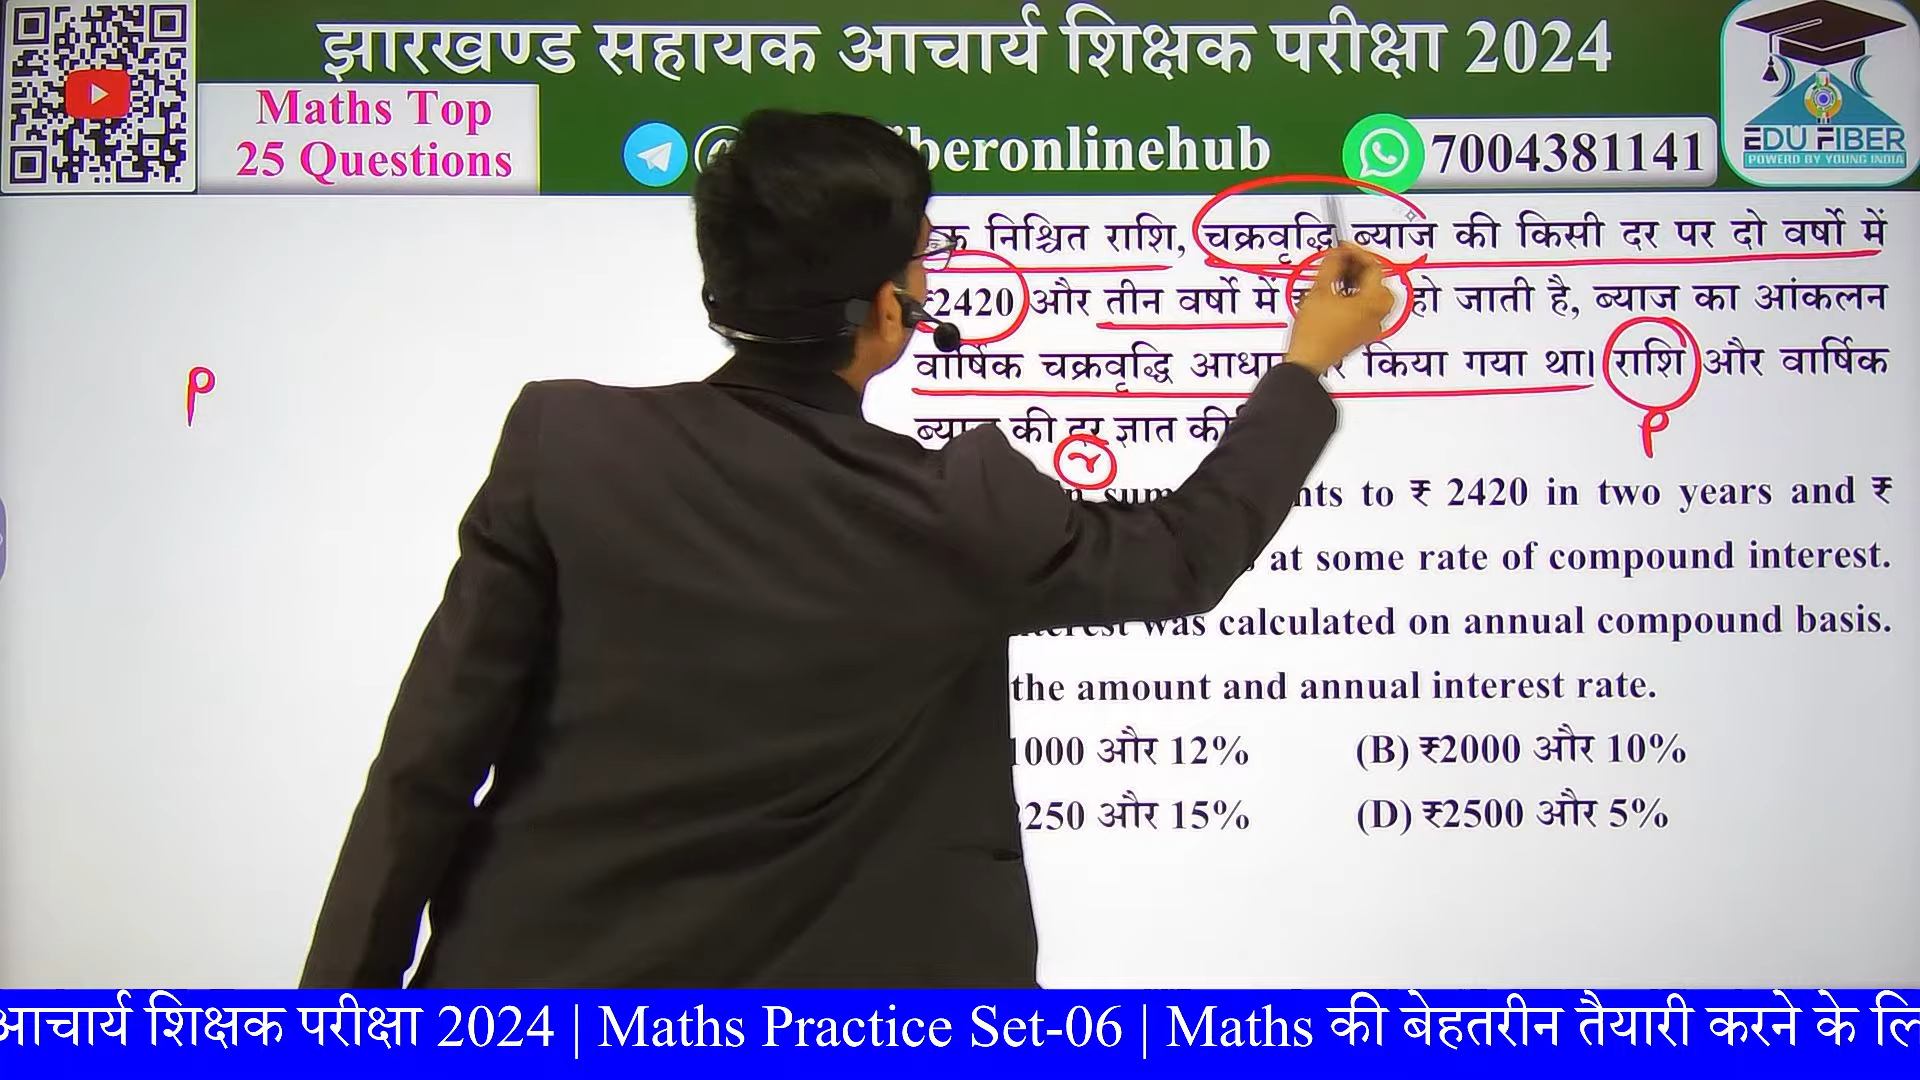 झारखण्ड सहायक आचार्य शिक्षक परीक्षा 2024
Maths Top
25 Questions
7004381141
EDU FIBER
POWERD BY YOUNG INDIA
निश्चित राशि, चक्रवृद्धि ब्याज की किसी दर पर दो वर्षों में
₹2420 और तीन वर्षों में हो जाती है, ब्याज का आंकलन
वार्षिक चक्रवृद्धि किया गया था। राशि और वार्षिक
की दर ज्ञात
P
P
r
to ₹ 2420 in two years and ₹
at some rate of compound interest.
was calculated on annual compound basis.
the amount and annual interest rate.
1000 और 12% (B) ₹2000 और 10%
250 और 15% (D) ₹2500 और 5%
आचार्य शिक्षक परीक्षा 2024 | Maths Practice Set-06 | Maths की बेहतरीन तैयारी करने के